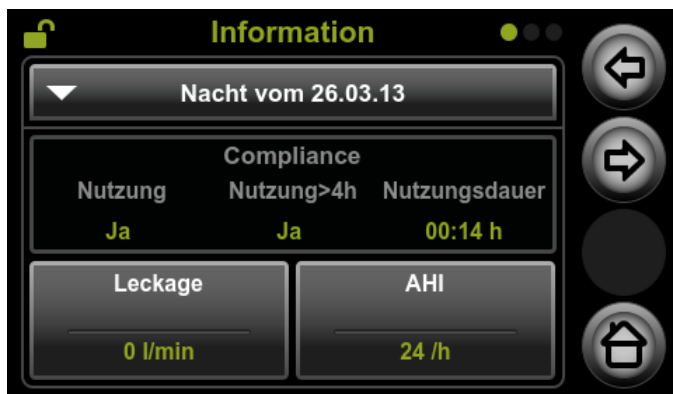 Information
Nacht vom 26.03.13
Compliance
Nutzung Nutzung>4h Nutzungsdauer
Ja Ja 00:14 h
Leckage AHI
0 l/min 24 /h